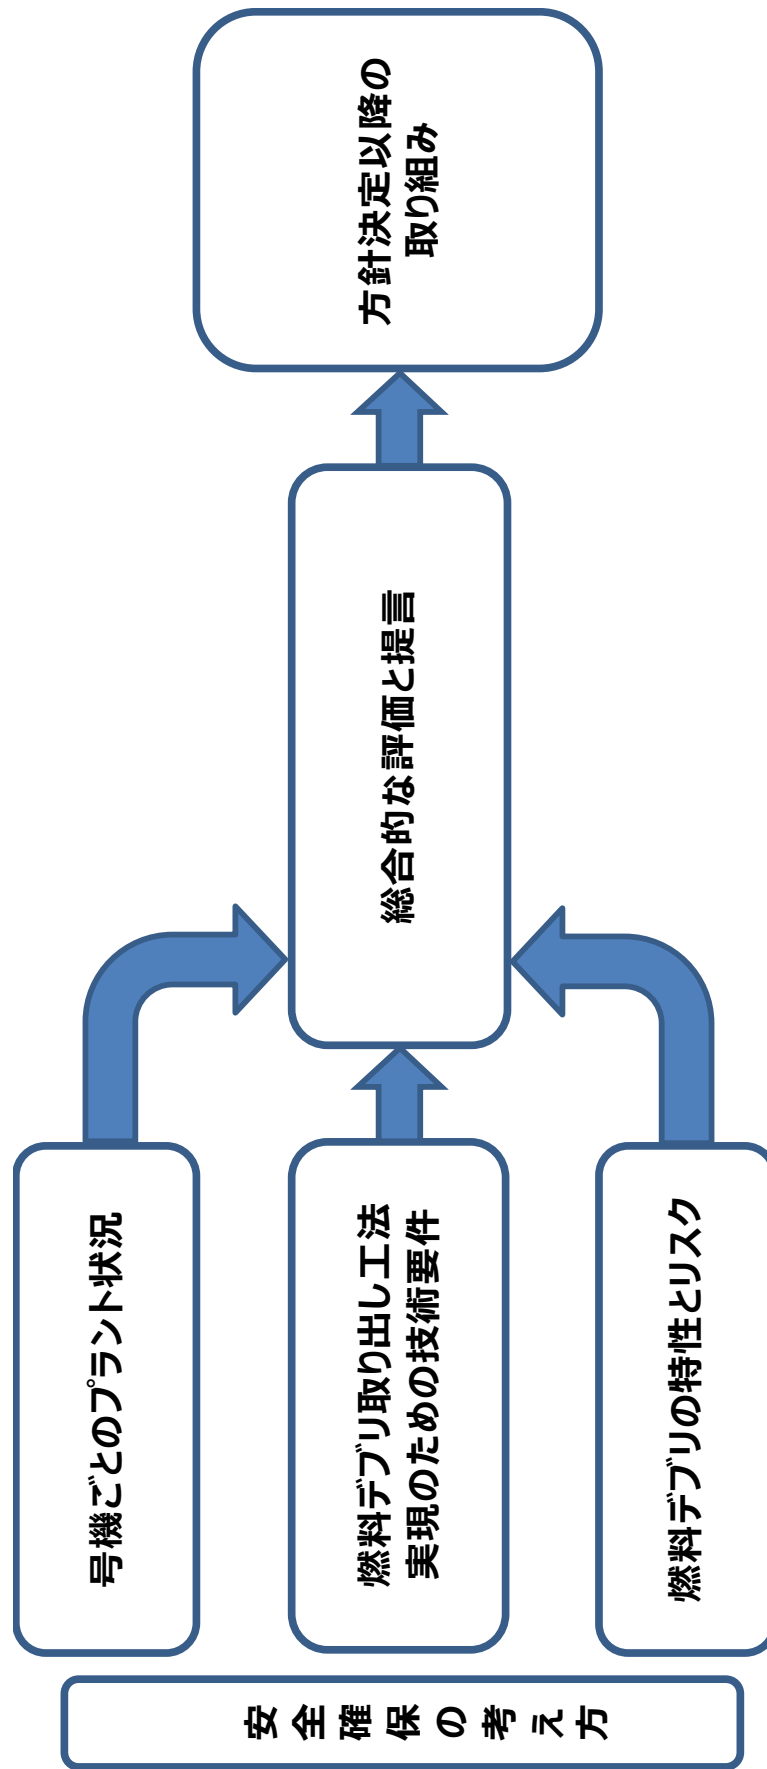 安全確保の考え方
号機ごとのプラント状況
燃料デブリ取り出し工法
実現のための技術要件
燃料デブリの特性とリスク
総合的な評価と提言
方針決定以降の
取り組み